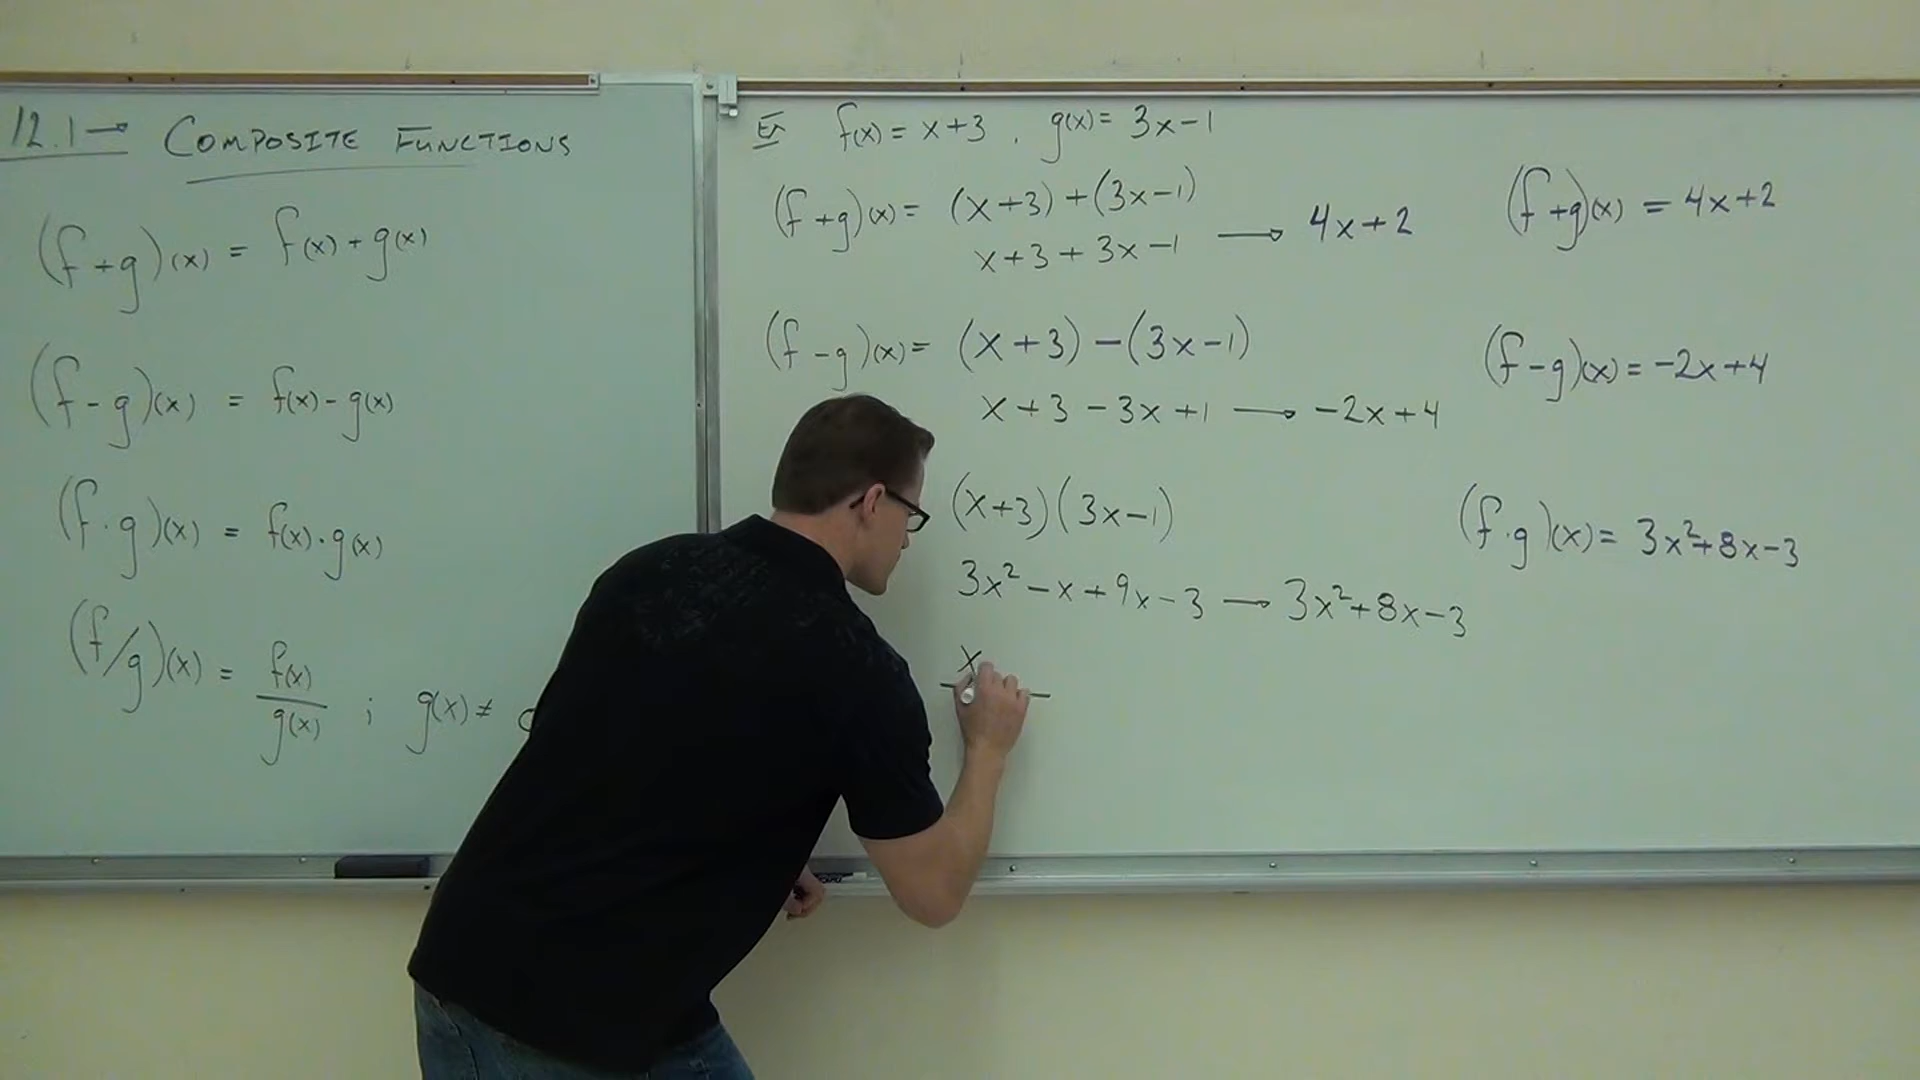 12.1 → COMPOSITE FUNCTIONS
(f+g)(x) = f(x)+g(x)
(f-g)(x) = f(x)-g(x)
(f·g)(x) = f(x)·g(x)
(f/g)(x) = f(x)/g(x) ; g(x) ≠
Ex f(x) = x+3 , g(x) = 3x-1
(f+g)(x) = (x+3)+(3x-1)
x+3+3x-1 → 4x+2
(f+g)(x) = 4x+2
(f-g)(x) = (x+3)-(3x-1)
x+3-3x+1 → -2x+4
(f-g)(x) = -2x+4
(x+3)(3x-1)
3x²-x+9x-3 → 3x²+8x-3
(f·g)(x) = 3x²+8x-3
x